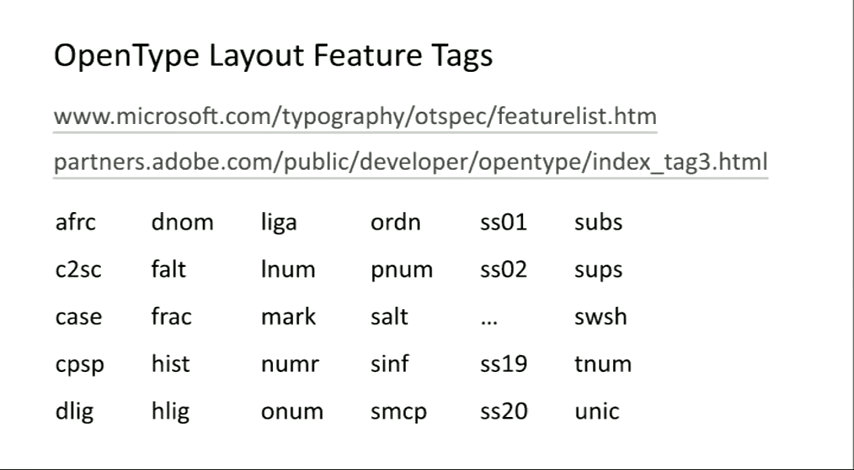 OpenType Layout Feature Tags
www.microsoft.com/typography/otspec/featurelist.htm
partners.adobe.com/public/developer/opentype/index_tag3.html
afrc dnom liga ordn ss01 subs
c2sc falt lnum pnum ss02 sups
case frac mark salt ... swsh
cpsp hist numr sinf ss19 tnum
dlig hlig onum smcp ss20 unic